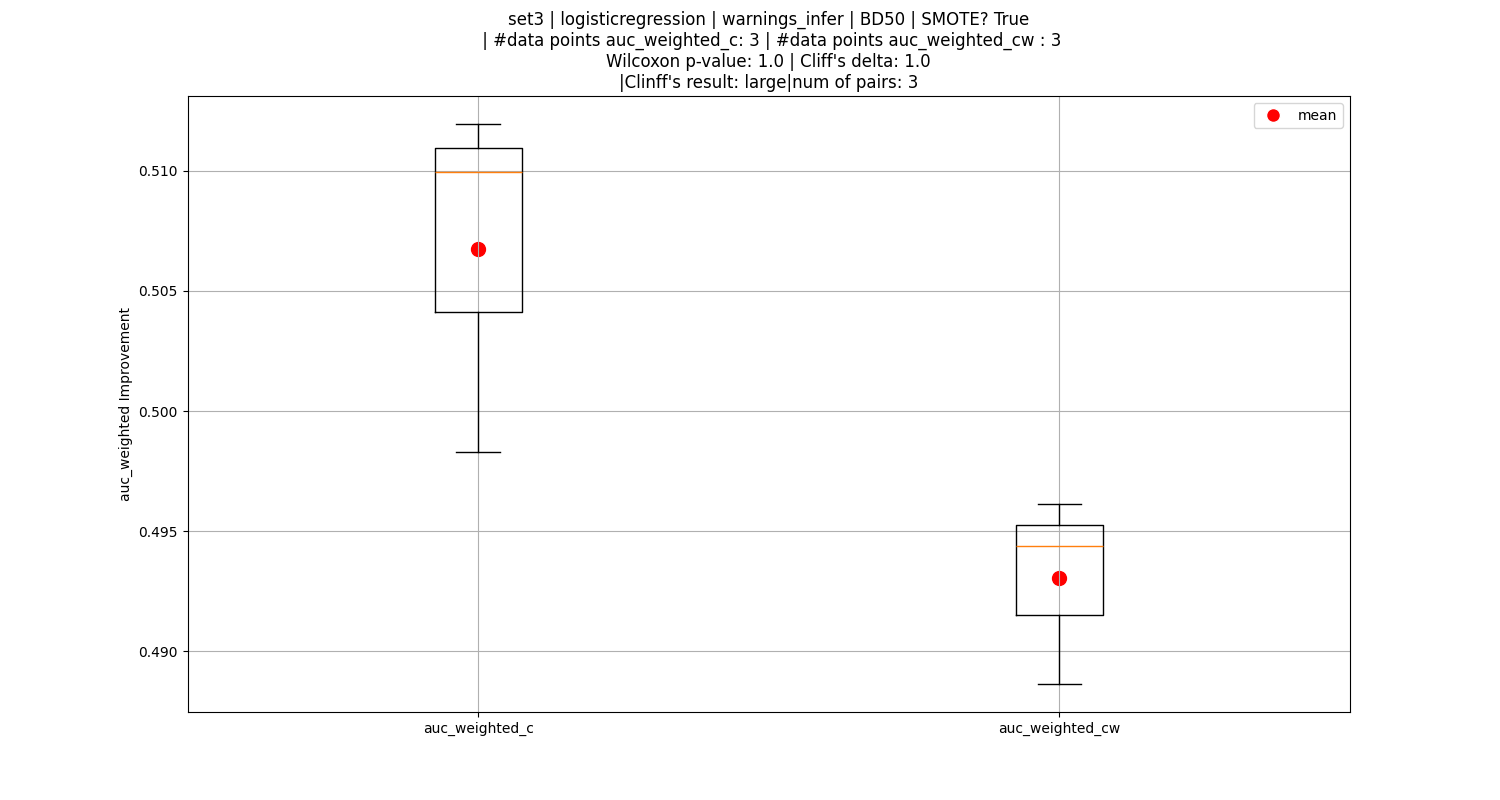 set3 | logisticregression | warnings_infer | BD50 | SMOTE? True
| #data points auc_weighted_c: 3 | #data points auc_weighted_cw : 3
Wilcoxon p-value: 1.0 | Cliff's delta: 1.0
|Clinff's result: large|num of pairs: 3
mean
0.510
0.505
0.500
0.495
0.490
auc_weighted Improvement
auc_weighted_c
auc_weighted_cw